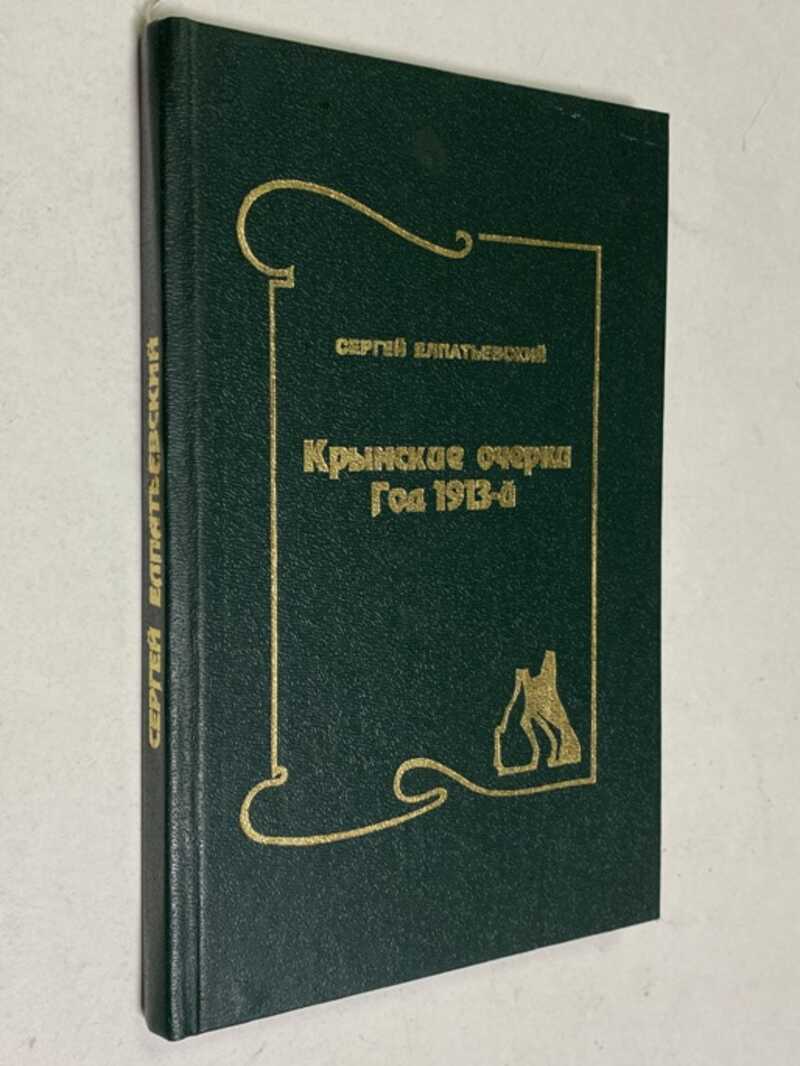 СЕРГЕЙ ЕЛПАТЬЕВСКИЙ
Крымские очерки
Год 1913-й
СЕРГЕЙ ЕЛПАТЬЕВСКИЙ